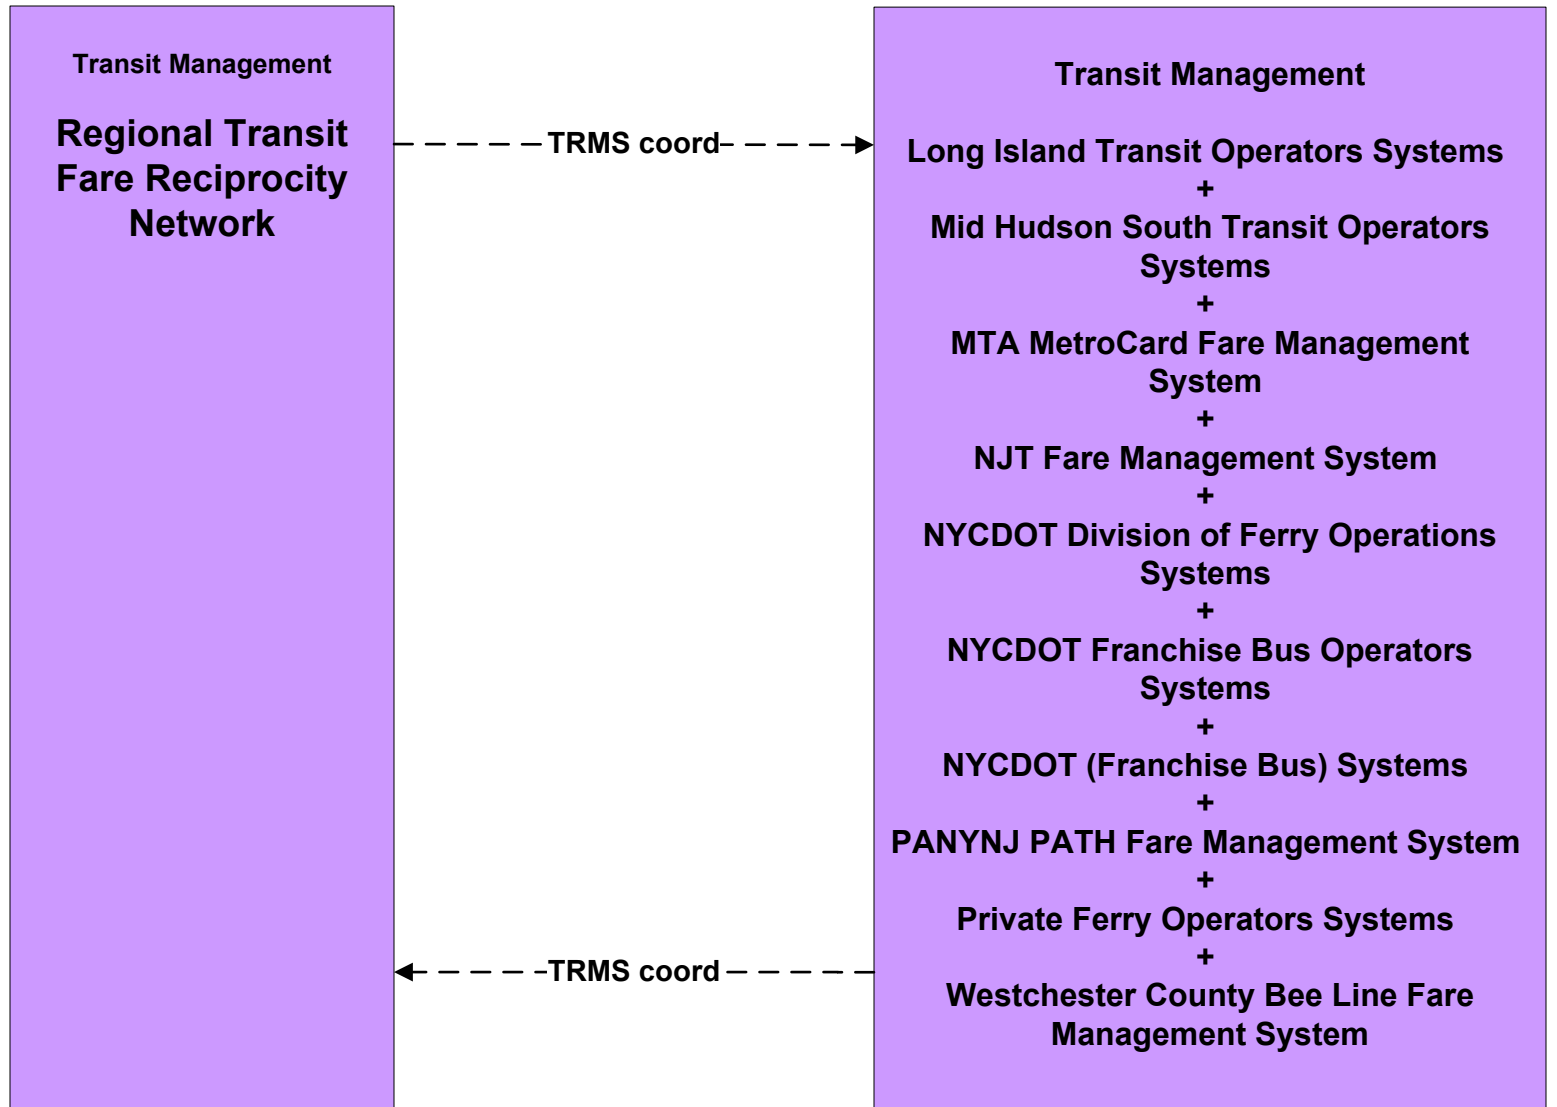 Transit Management
Regional Transit
Fare Reciprocity
Network
TRMS coord
TRMS coord
Transit Management
Long Island Transit Operators Systems
+
Mid Hudson South Transit Operators
Systems
+
MTA MetroCard Fare Management
System
+
NJT Fare Management System
+
NYCDOT Division of Ferry Operations
Systems
+
NYCDOT Franchise Bus Operators
Systems
+
NYCDOT (Franchise Bus) Systems
+
PANYNJ PATH Fare Management System
+
Private Ferry Operators Systems
+
Westchester County Bee Line Fare
Management System